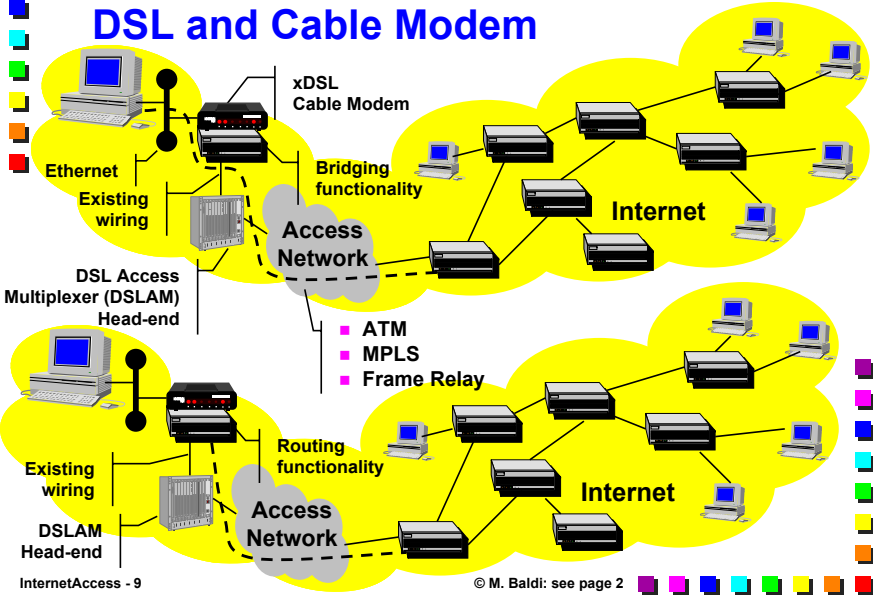 DSL and Cable Modem
xDSL
Cable Modem
Ethernet
Existing
wiring
Bridging
functionality
Access
Network
Internet
DSL Access
Multiplexer (DSLAM)
Head-end
ATM
MPLS
Frame Relay
Existing
wiring
Routing
functionality
Access
Network
Internet
DSLAM
Head-end
InternetAccess - 9
© M. Baldi: see page 2